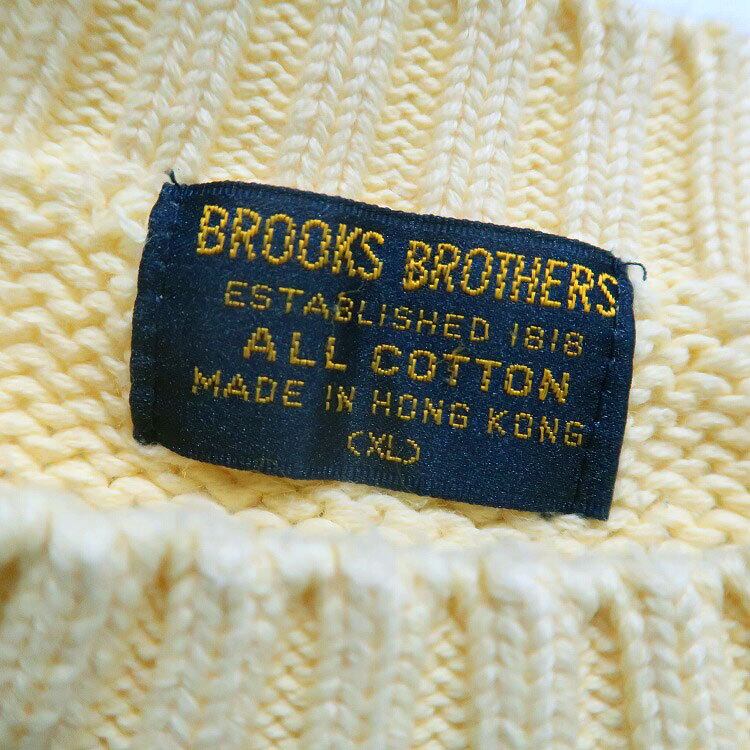 BROOKS BROTHERS
ESTABLISHED 1818
ALL COTTON
MADE IN HONG KONG
(XL)